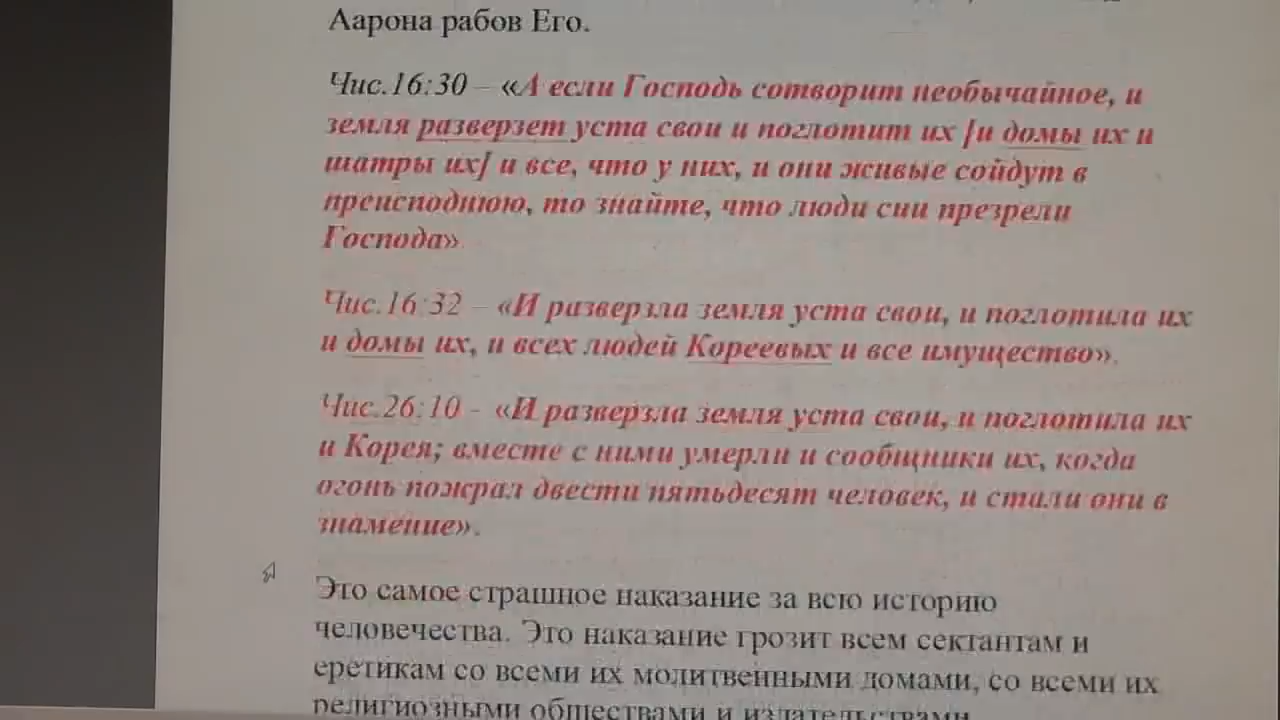 Аарона рабов Его.
Чис.16:30 – «А если Господь сотворит необычайное, и
земля разверзет уста свои и поглотит их [и домы их и
шатры их] и все, что у них, и они живые сойдут в
преисподнюю, то знайте, что люди сии презрели
Господа».
Чис.16:32 – «И разверзла земля уста свои, и поглотила их
и домы их, и всех людей Кореевых и все имущество».
Чис.26:10 - «И разверзла земля уста свои, и поглотила их
и Корея; вместе с ними умерли и сообщники их, когда
огонь пожрал двести пятьдесят человек, и стали они в
знамение».
Это самое страшное наказание за всю историю
человечества. Это наказание грозит всем сектантам и
еретикам со всеми их молитвенными домами, со всеми их
религиозными обществами и издательствами